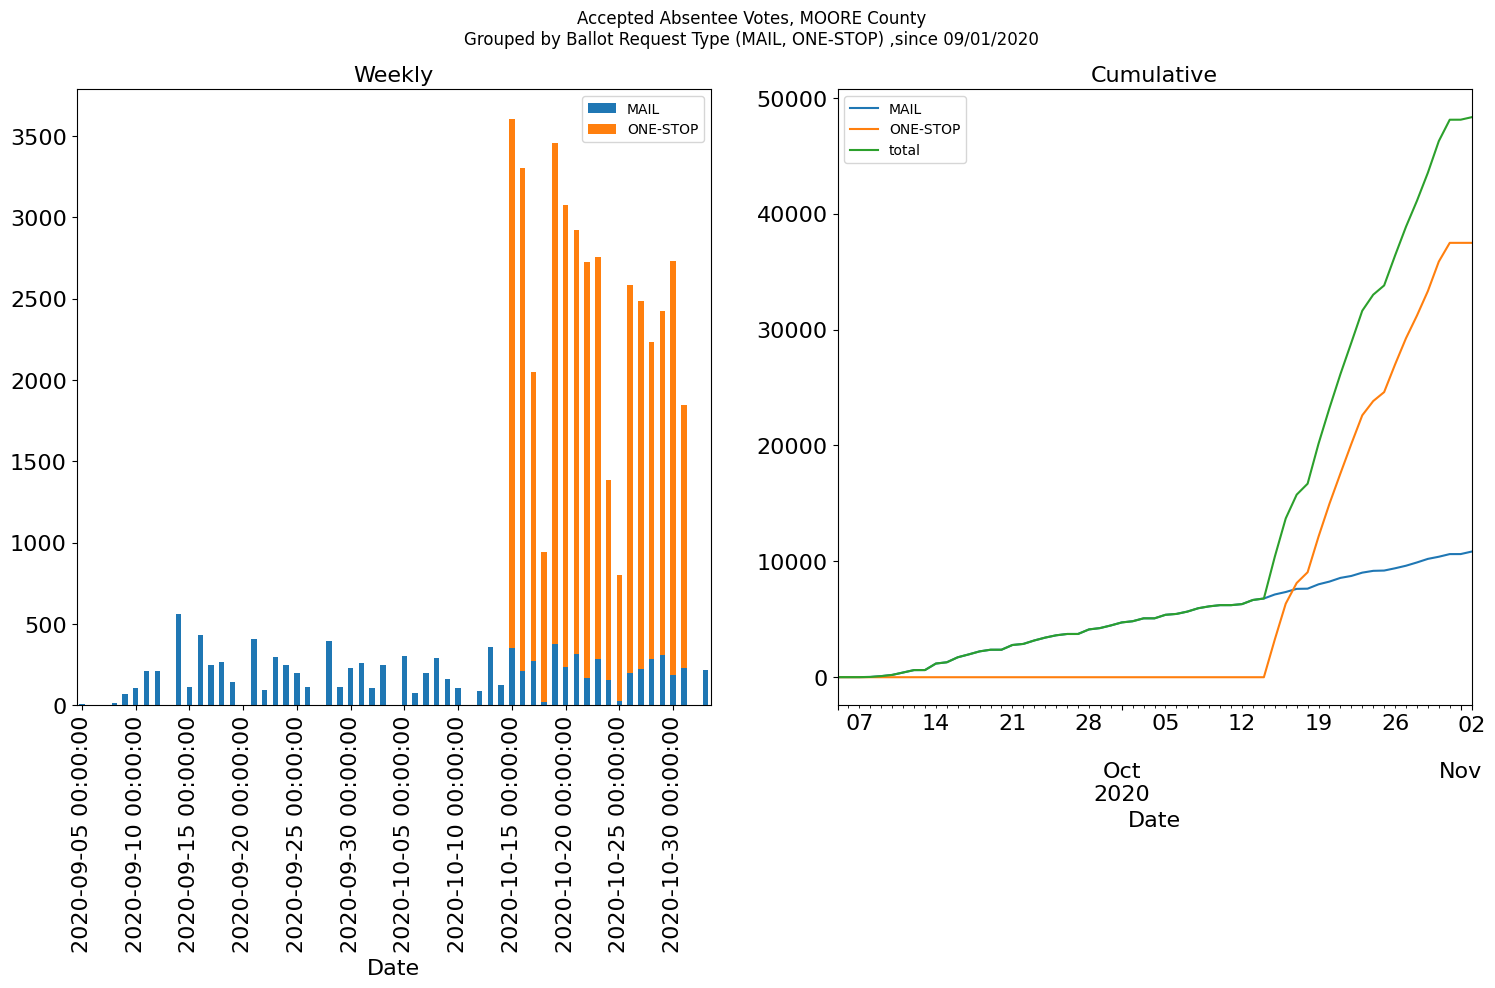 Accepted Absentee Votes, MOORE County
Grouped by Ballot Request Type (MAIL, ONE-STOP) ,since 09/01/2020
Weekly
MAIL
ONE-STOP
3500
3000
2500
2000
1500
1000
500
0
2020-09-05 00:00:00
2020-09-10 00:00:00
2020-09-15 00:00:00
2020-09-20 00:00:00
2020-09-25 00:00:00
2020-09-30 00:00:00
2020-10-05 00:00:00
2020-10-10 00:00:00
2020-10-15 00:00:00
2020-10-20 00:00:00
2020-10-25 00:00:00
2020-10-30 00:00:00
Date
Cumulative
MAIL
ONE-STOP
total
50000
40000
30000
20000
10000
0
07 14 21 28 05 12 19 26 02
Oct Nov
2020
Date